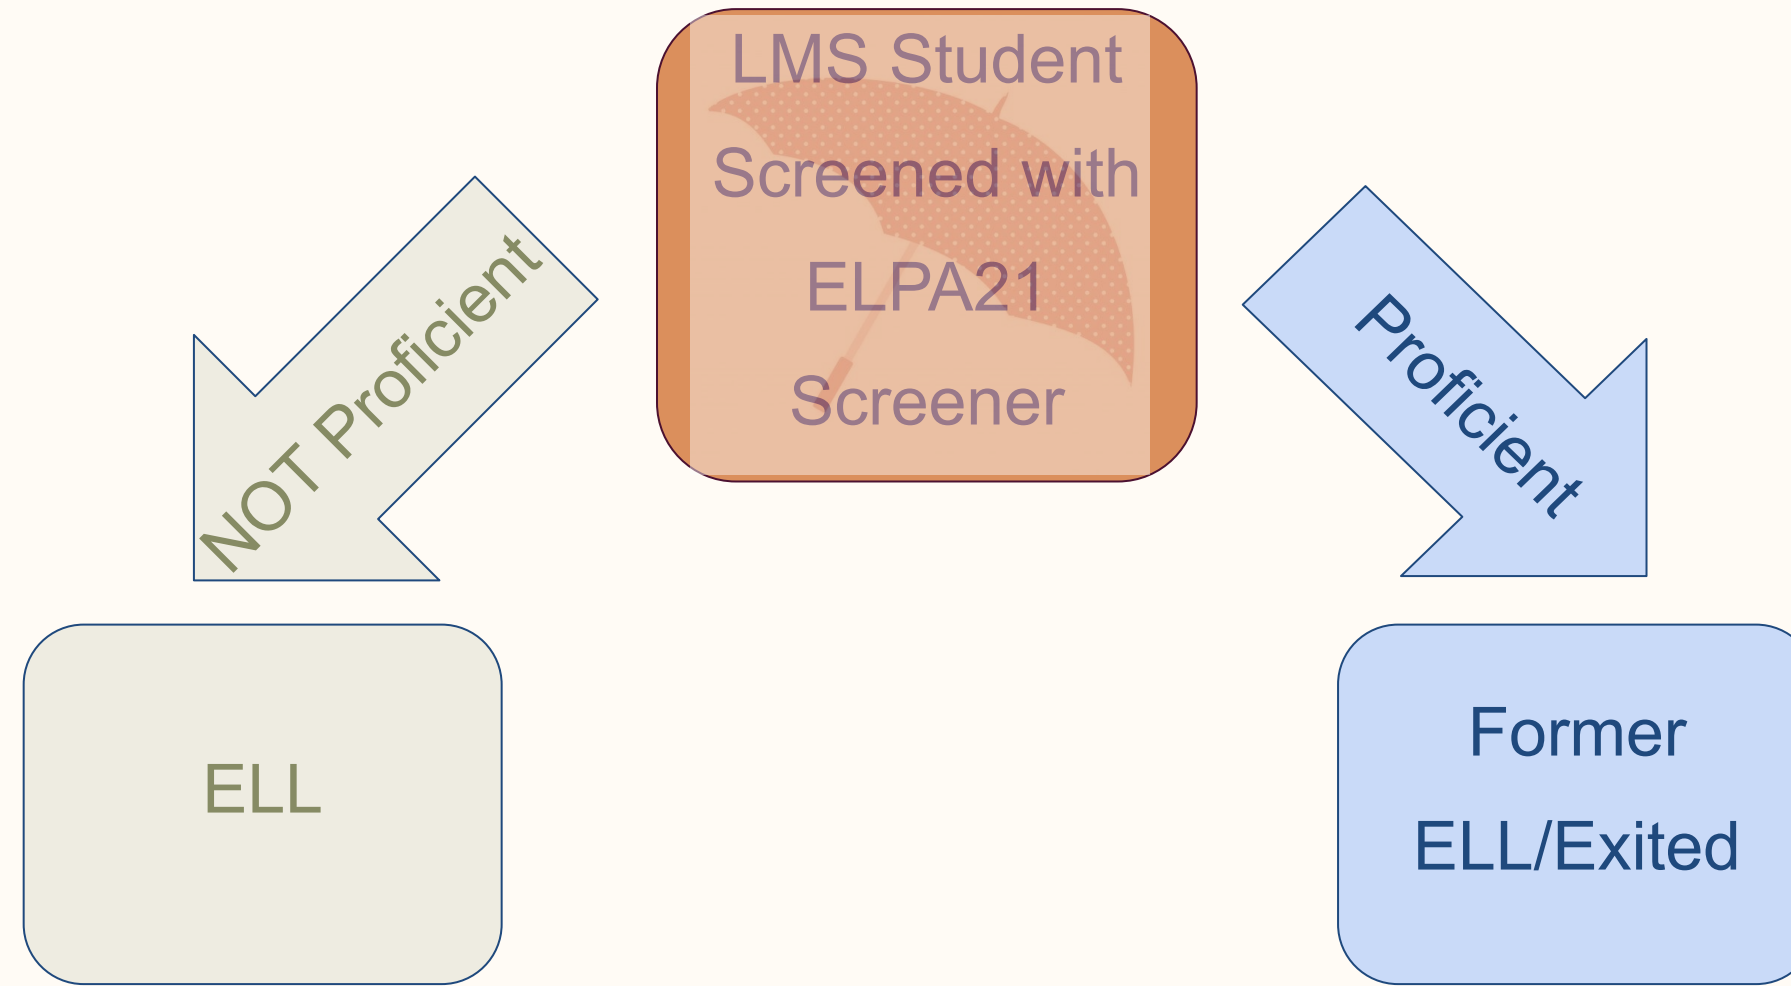 LMS Student
Screened with
ELPA21
Screener
NOT Proficient
Proficient
ELL
Former
ELL/Exited